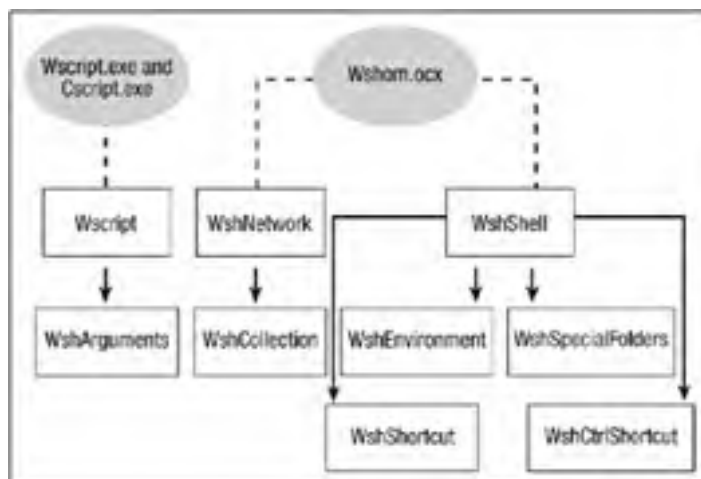 Wscript.exe and
Cscript.exe
Wshom.ocx
Wscript
WshNetwork
WshShell
WshArguments
WshCollection
WshEnvironment
WshSpecialFolders
WshShortcut
WshCtrlShortcut